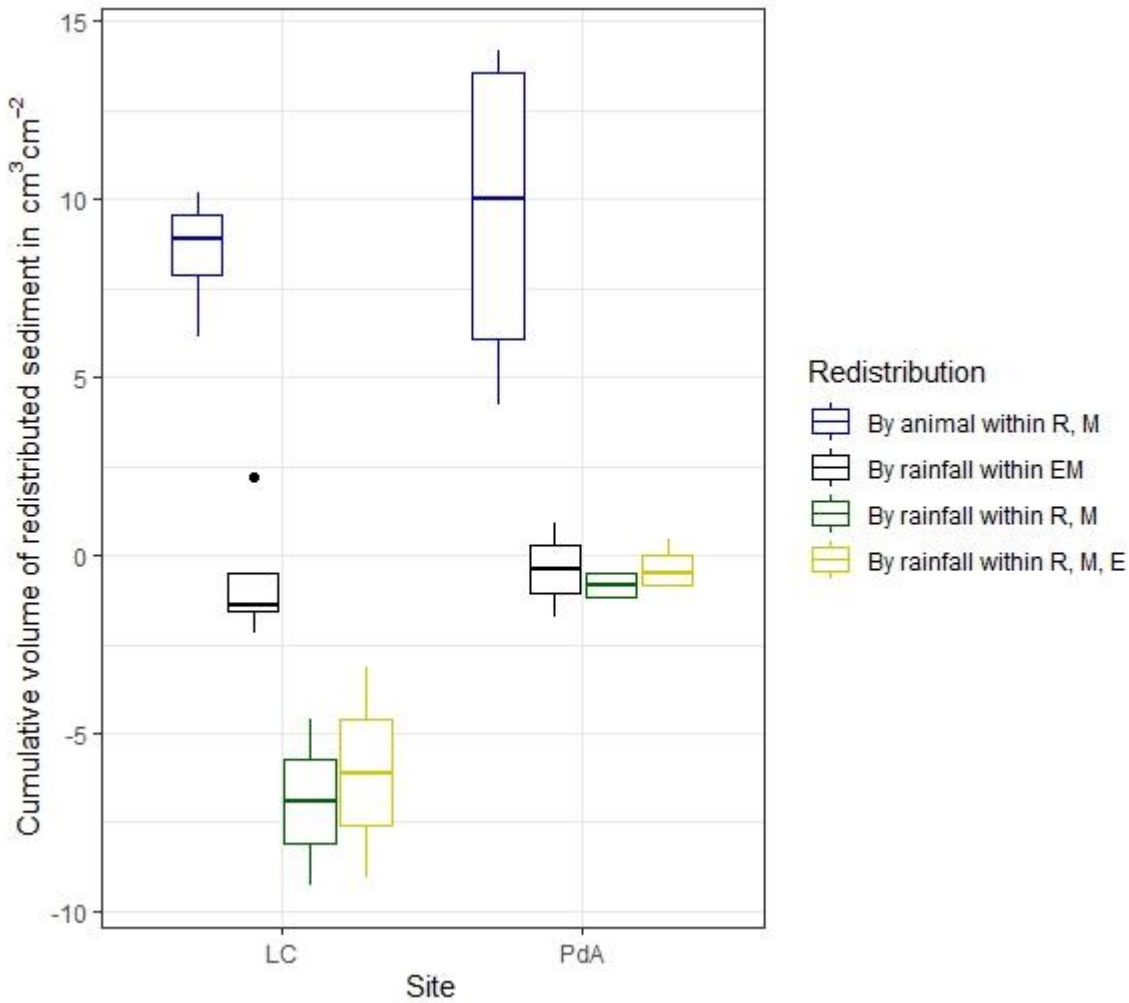 Cumulative volume of redistributed sediment in cm³cm⁻²
15
10
5
0
-5
-10
LC
PdA
Site
Redistribution
By animal within R, M
By rainfall within EM
By rainfall within R, M
By rainfall within R, M, E